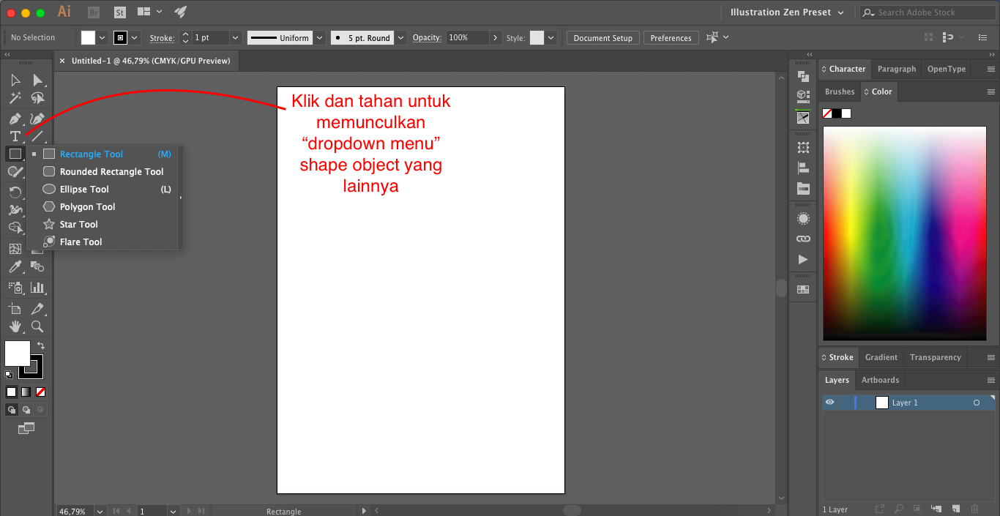 Ai Br St Illustration Zen Preset Search Adobe Stock
No Selection Stroke: 1 pt Uniform 5 pt. Round Opacity: 100% Style: Document Setup Preferences
× Untitled-1 @ 46,79% (CMYK/GPU Preview)
Character Paragraph OpenType
Brushes Color
Klik dan tahan untuk
memunculkan
“dropdown menu”
shape object yang
lainnya
T
Rectangle Tool (M)
Rounded Rectangle Tool
Ellipse Tool (L)
Polygon Tool
Star Tool
Flare Tool
Stroke Gradient Transparency
Layers Artboards
Layer 1
1 Layer
46,79% 1 Rectangle